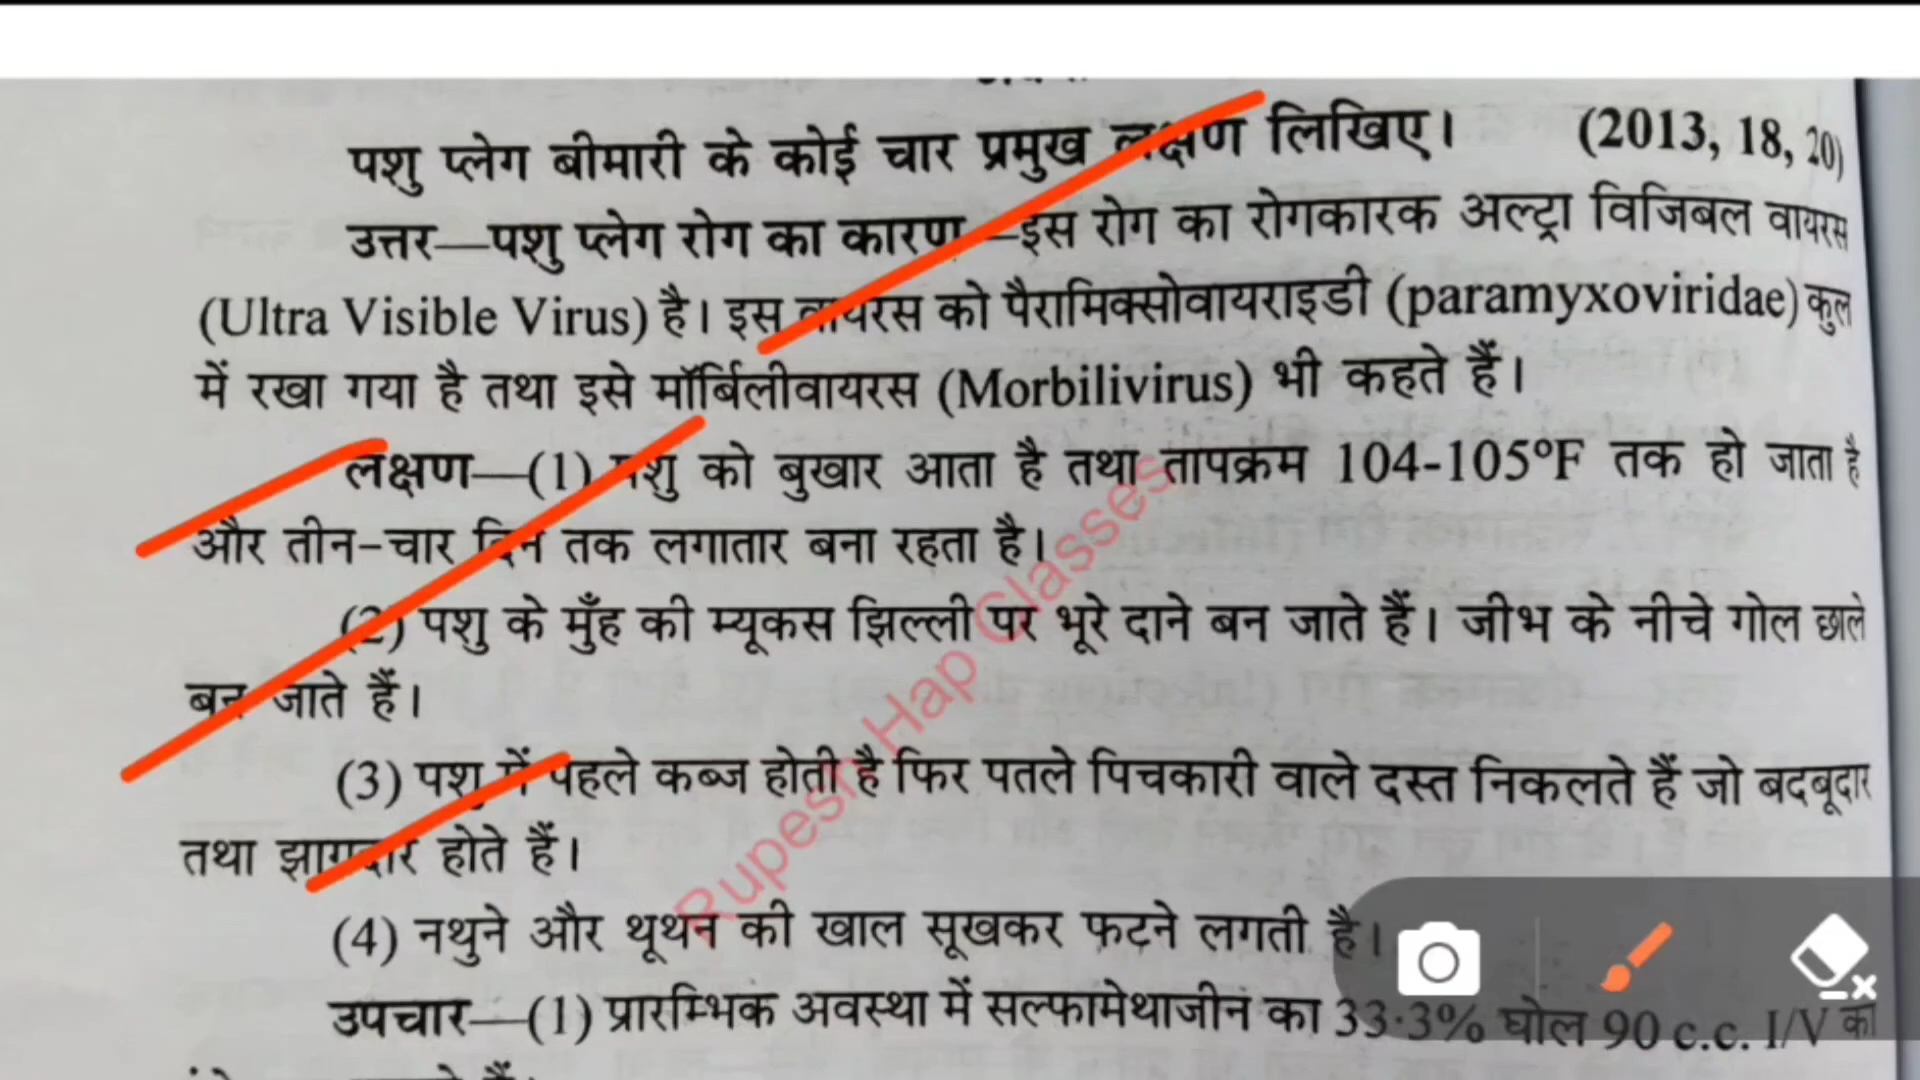 पशु प्लेग बीमारी के कोई चार प्रमुख लक्षण लिखिए। (2013, 18, 20)
उत्तर—पशु प्लेग रोग का कारण—इस रोग का रोगकारक अल्ट्रा विजिबल वायरस
(Ultra Visible Virus) है। इस वायरस को पैरामिक्सोवायराइडी (paramyxoviridae) कुल
में रखा गया है तथा इसे मॉर्बिलीवायरस (Morbilivirus) भी कहते हैं।
लक्षण—(1) पशु को बुखार आता है तथा तापक्रम 104-105°F तक हो जाता है
और तीन-चार दिन तक लगातार बना रहता है।
(2) पशु के मुँह की म्यूकस झिल्ली पर भूरे दाने बन जाते हैं। जीभ के नीचे गोल छाले
बन जाते हैं।
(3) पशु में पहले कब्ज होती है फिर पतले पिचकारी वाले दस्त निकलते हैं जो बदबूदार
तथा झागदार होते हैं।
(4) नथुने और थूथन की खाल सूखकर फटने लगती है।
उपचार—(1) प्रारम्भिक अवस्था में सल्फामेथाजीन का 33·3% घोल 90 c.c. I/V का
Rupesh Hap Classes